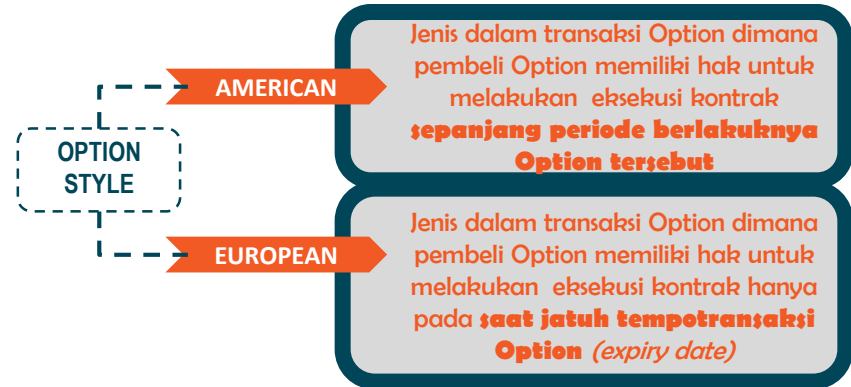 OPTION
STYLE
AMERICAN
Jenis dalam transaksi Option dimana
pembeli Option memiliki hak untuk
melakukan eksekusi kontrak
sepanjang periode berlakuknya
Option tersebut
EUROPEAN
Jenis dalam transaksi Option dimana
pembeli Option memiliki hak untuk
melakukan eksekusi kontrak hanya
pada saat jatuh tempotransaksi
Option (expiry date)